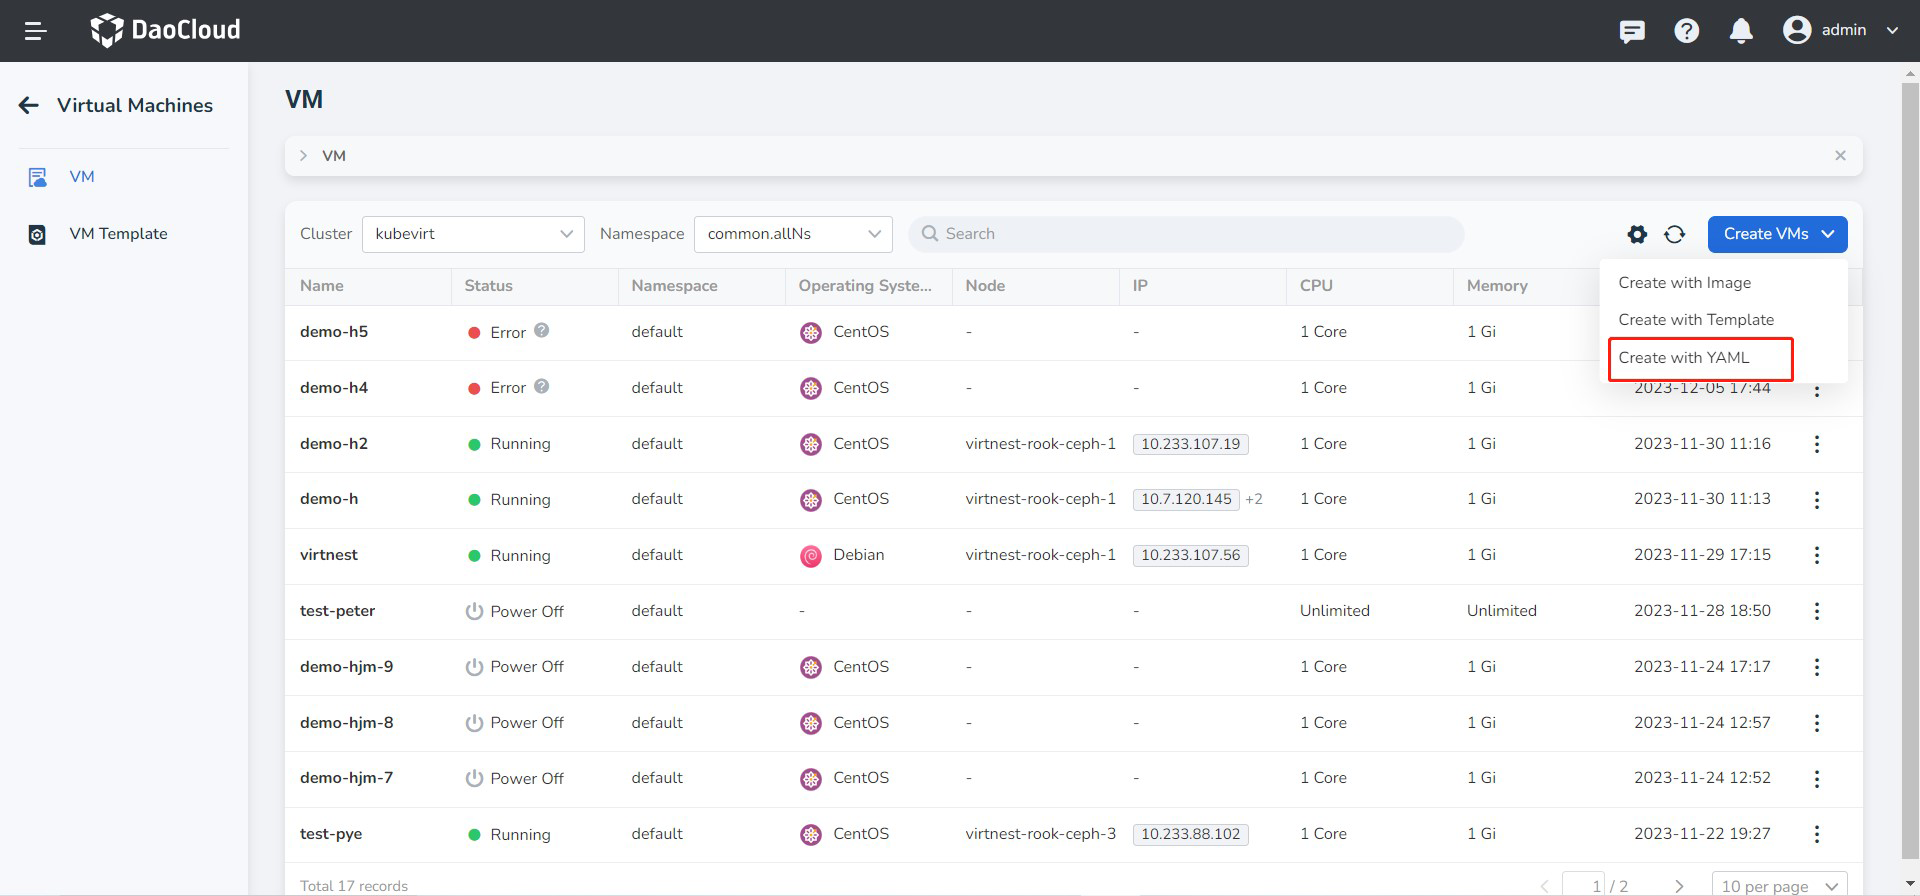 DaoCloud
admin
Virtual Machines
VM
VM Template
VM
VM
Cluster kubevirt Namespace common.allNs Search Create VMs
Create with Image
Create with Template
Create with YAML
Name Status Namespace Operating Syste... Node IP CPU Memory
demo-h5 Error default CentOS - - 1 Core 1 Gi
demo-h4 Error default CentOS - - 1 Core 1 Gi 2023-12-05 17:44
demo-h2 Running default CentOS virtnest-rook-ceph-1 10.233.107.19 1 Core 1 Gi 2023-11-30 11:16
demo-h Running default CentOS virtnest-rook-ceph-1 10.7.120.145 +2 1 Core 1 Gi 2023-11-30 11:13
virtnest Running default Debian virtnest-rook-ceph-1 10.233.107.56 1 Core 1 Gi 2023-11-29 17:15
test-peter Power Off default - - - Unlimited Unlimited 2023-11-28 18:50
demo-hjm-9 Power Off default CentOS - - 1 Core 1 Gi 2023-11-24 17:17
demo-hjm-8 Power Off default CentOS - - 1 Core 1 Gi 2023-11-24 12:57
demo-hjm-7 Power Off default CentOS - - 1 Core 1 Gi 2023-11-24 12:52
test-pye Running default CentOS virtnest-rook-ceph-3 10.233.88.102 1 Core 1 Gi 2023-11-22 19:27
Total 17 records 1 / 2 10 per page